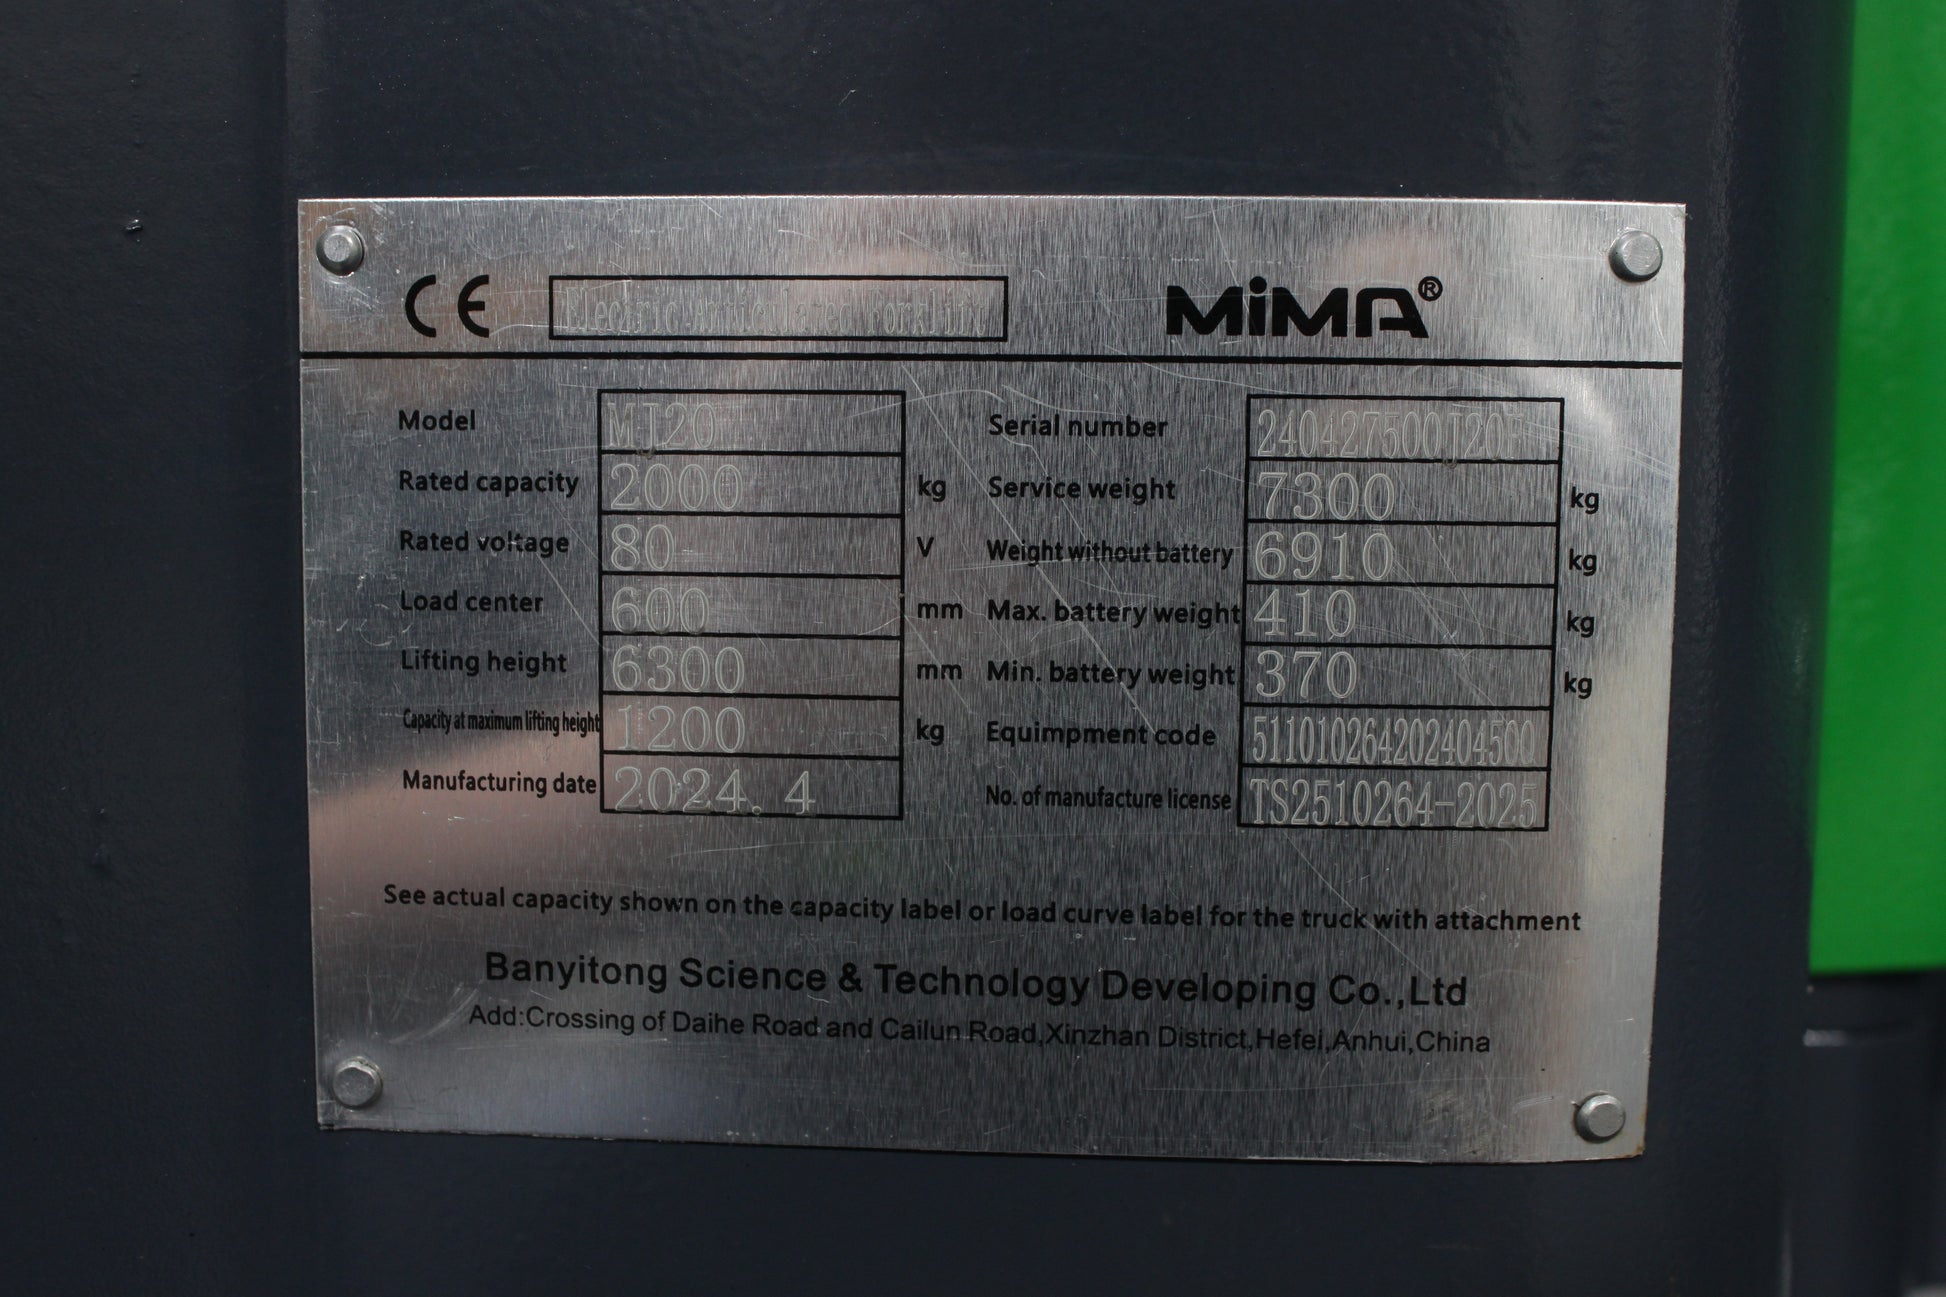 CE Electric Forklift MiMA®
Model MJ20 Serial number
Rated capacity 2000 kg Service weight 7300 kg
Rated voltage 80 V Weight without battery 6910 kg
Load center 600 mm Max. battery weight 410 kg
Lifting height 6300 mm Min. battery weight 370 kg
Capacity at maximum lifting height 1200 kg Equimpment code 511010264202404500
Manufacturing date 2024.4 No. of manufacture license TS2510264-2025
See actual capacity shown on the capacity label or load curve label for the truck with attachment
Banyitong Science & Technology Developing Co.,Ltd
Add:Crossing of Daihe Road and Cailun Road,Xinzhan District,Hefei,Anhui,China